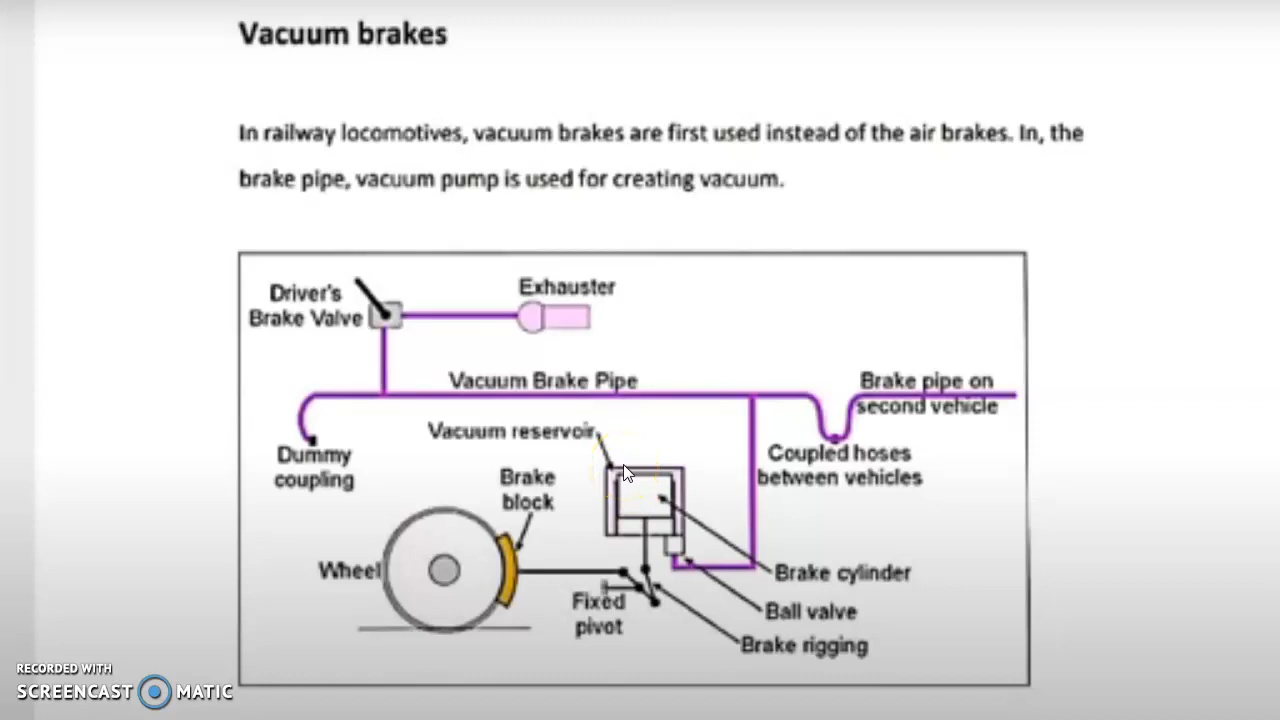 Vacuum brakes
In railway locomotives, vacuum brakes are first used instead of the air brakes. In, the
brake pipe, vacuum pump is used for creating vacuum.
Driver's
Brake Valve
Exhauster
Vacuum Brake Pipe
Brake pipe on
second vehicle
Vacuum reservoir
Dummy
coupling
Coupled hoses
between vehicles
Brake
block
Wheel
Brake cylinder
Fixed
pivot
Ball valve
Brake rigging
RECORDED WITH
SCREENCAST MATIC